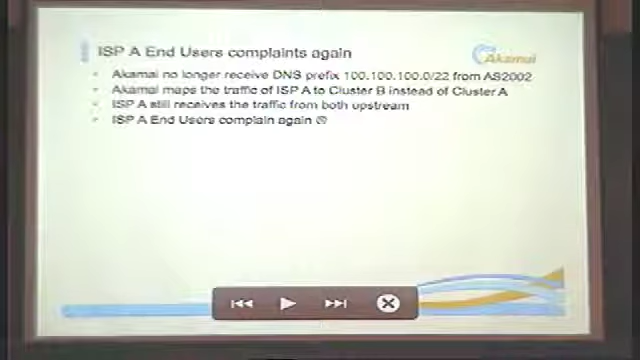 ISP A End Users complaints again
Akamai
Akamai no longer receive DNS prefix 100.100.100.0/22 from AS2002
Akamai maps the traffic of ISP A to Cluster B instead of Cluster A
ISP A still receives the traffic from both upstream
ISP A End Users complain again ☹